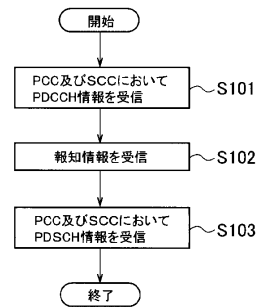 開始
PCC及びSCCにおいて
PDCCH情報を受信
S101
報知情報を受信
S102
PCC及びSCCにおいて
PDSCH情報を受信
S103
終了